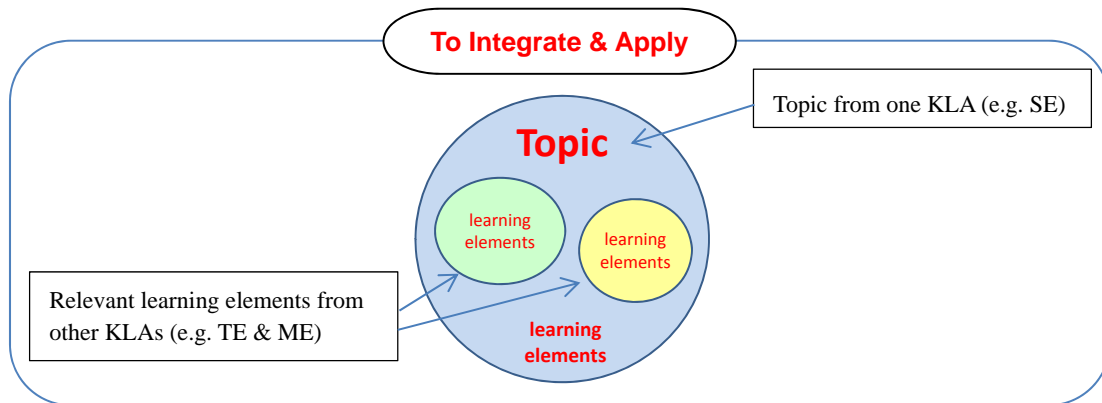 To Integrate & Apply
Topic from one KLA (e.g. SE)
Topic
learning
elements
learning
elements
Relevant learning elements from
other KLAs (e.g. TE & ME)
learning
elements